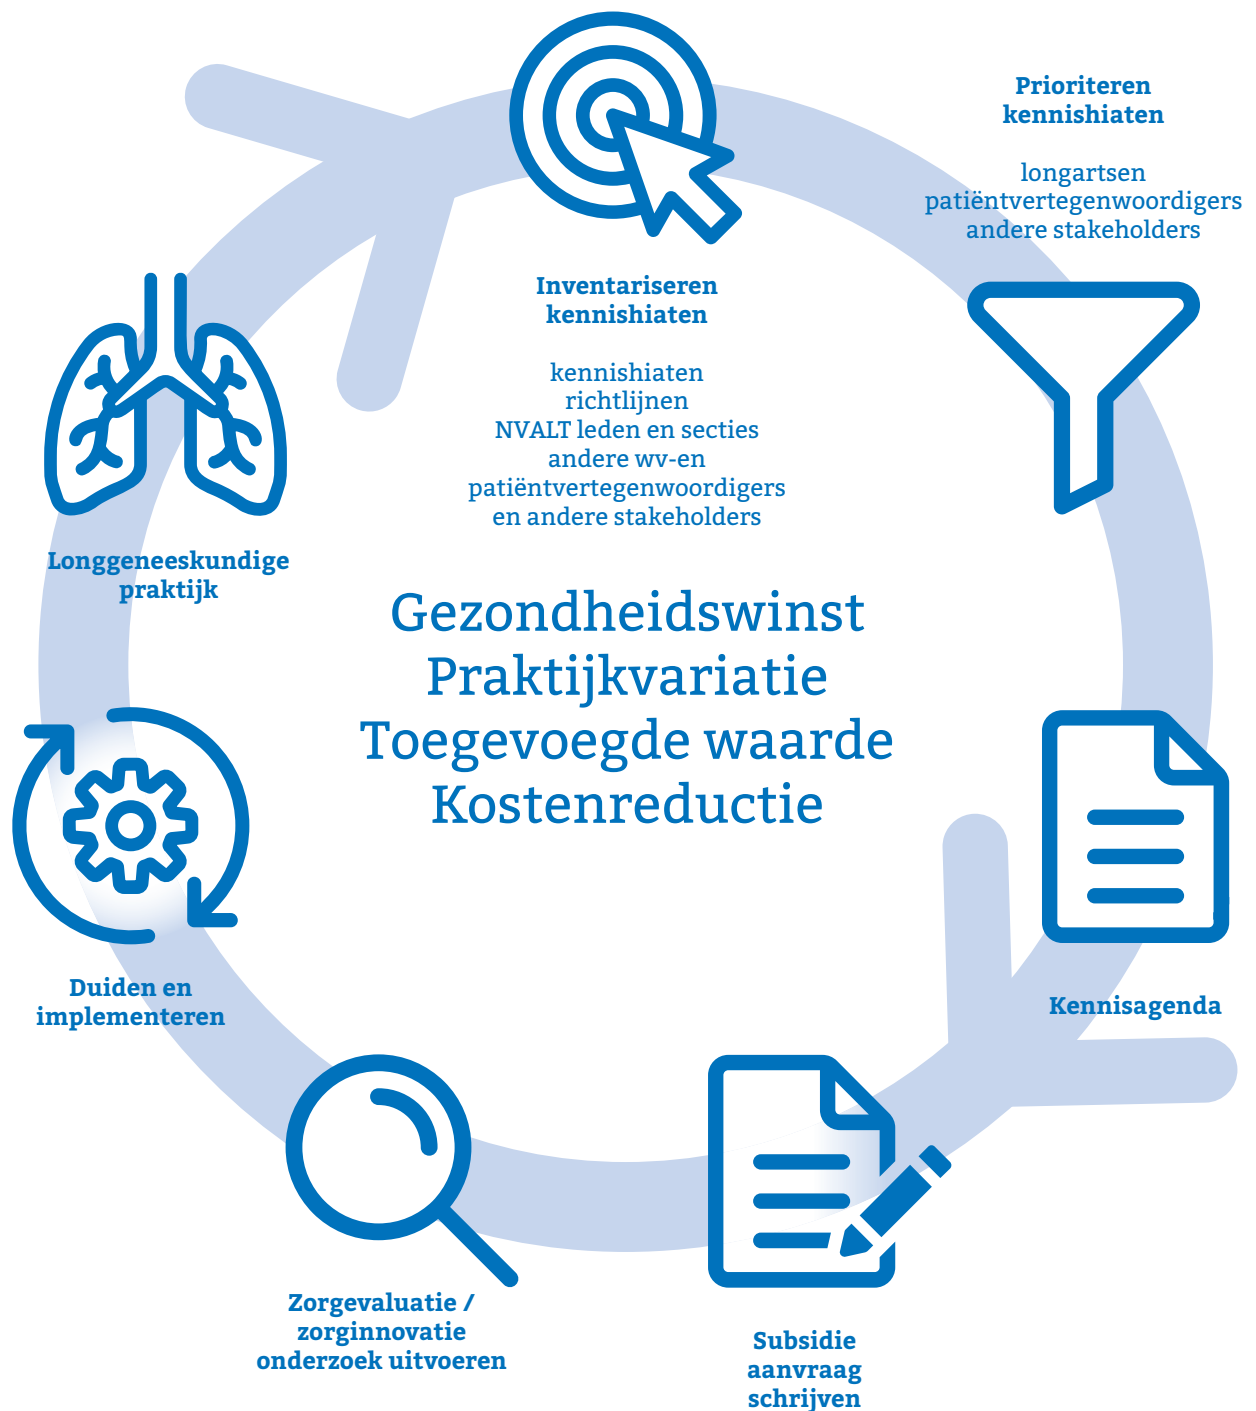 Prioriteren
kennishiaten
longartsen
patiëntvertegenwoordigers
andere stakeholders
Inventariseren
kennishiaten
kennishiaten
richtlijnen
NVALT leden en secties
andere wv-en
patiëntvertegenwoordigers
en andere stakeholders
Longgeneeskundige
praktijk
Gezondheidswinst
Praktijkvariatie
Toegevoegde waarde
Kostenreductie
Duiden en
implementeren
Kennisagenda
Zorgevaluatie /
zorginnovatie
onderzoek uitvoeren
Subsidie
aanvraag
schrijven